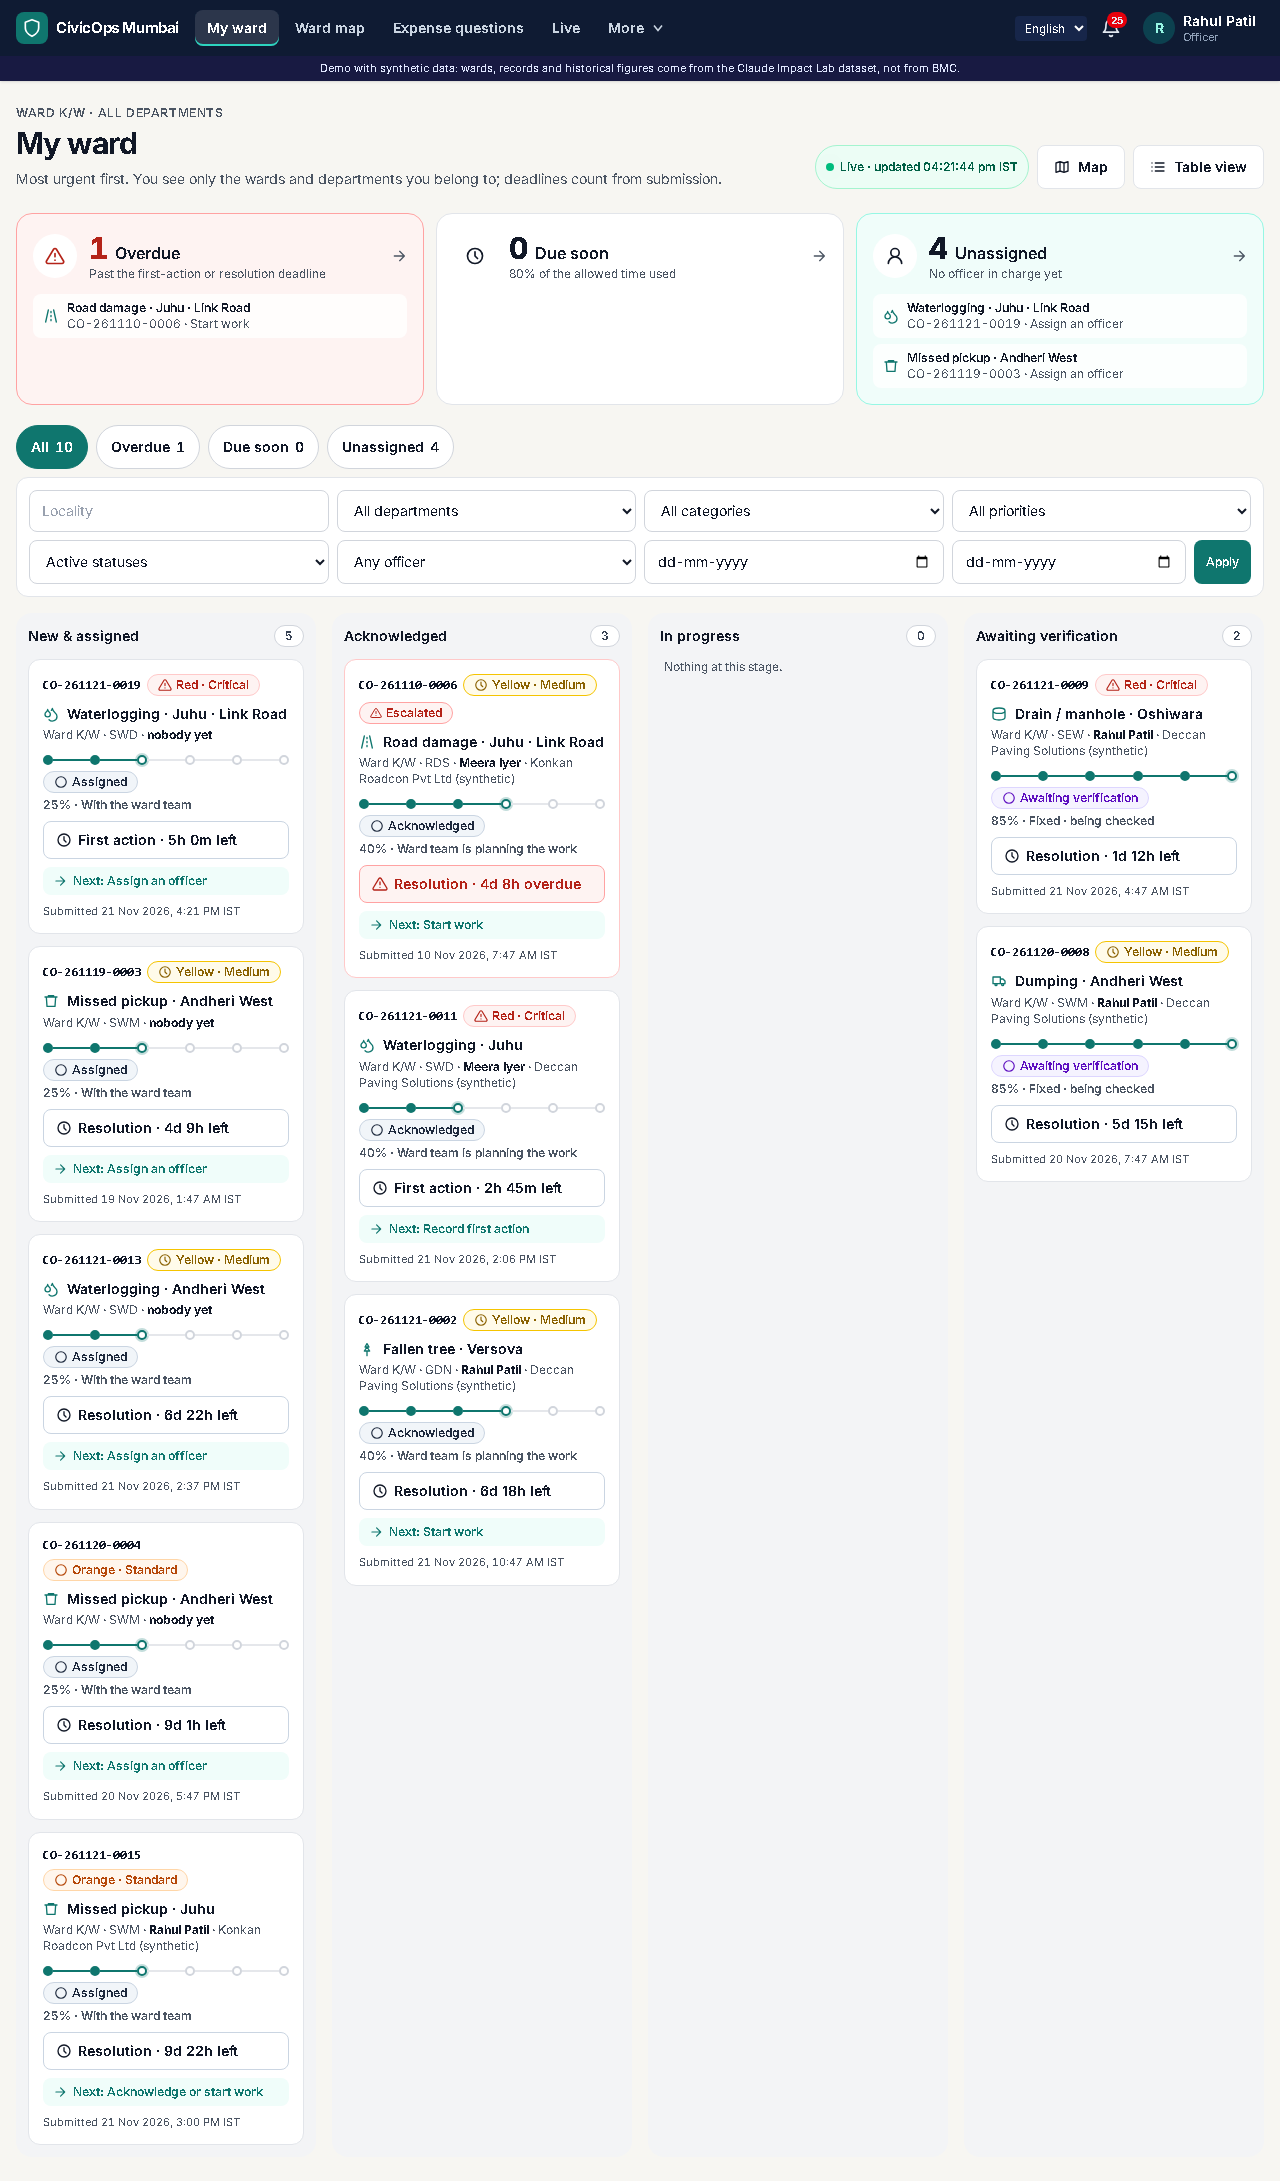 CivicOps Mumbai
My ward
Ward map
Expense questions
Live
More
English
25
R
Rahul Patil
Officer
Demo with synthetic data: wards, records and historical figures come from the Claude Impact Lab dataset, not from BMC.
WARD K/W · ALL DEPARTMENTS
My ward
Most urgent first. You see only the wards and departments you belong to; deadlines count from submission.
Live · updated 04:21:44 pm IST
Map
Table view
1 Overdue
Past the first-action or resolution deadline
Road damage · Juhu · Link Road
CO-261110-0006 · Start work
0 Due soon
80% of the allowed time used
4 Unassigned
No officer in charge yet
Waterlogging · Juhu · Link Road
CO-261121-0019 · Assign an officer
Missed pickup · Andheri West
CO-261119-0003 · Assign an officer
All 10
Overdue 1
Due soon 0
Unassigned 4
Locality
All departments
All categories
All priorities
Active statuses
Any officer
dd-mm-yyyy
dd-mm-yyyy
Apply
New & assigned 5
CO-261121-0019 Red · Critical
Waterlogging · Juhu · Link Road
Ward K/W · SWD · nobody yet
Assigned
25% · With the ward team
First action · 5h 0m left
Next: Assign an officer
Submitted 21 Nov 2026, 4:21 PM IST
CO-261119-0003 Yellow · Medium
Missed pickup · Andheri West
Ward K/W · SWM · nobody yet
Assigned
25% · With the ward team
Resolution · 4d 9h left
Next: Assign an officer
Submitted 19 Nov 2026, 1:47 AM IST
CO-261121-0013 Yellow · Medium
Waterlogging · Andheri West
Ward K/W · SWD · nobody yet
Assigned
25% · With the ward team
Resolution · 6d 22h left
Next: Assign an officer
Submitted 21 Nov 2026, 2:37 PM IST
CO-261120-0004
Orange · Standard
Missed pickup · Andheri West
Ward K/W · SWM · nobody yet
Assigned
25% · With the ward team
Resolution · 9d 1h left
Next: Assign an officer
Submitted 20 Nov 2026, 5:47 PM IST
CO-261121-0015
Orange · Standard
Missed pickup · Juhu
Ward K/W · SWM · Rahul Patil · Konkan
Roadcon Pvt Ltd (synthetic)
Assigned
25% · With the ward team
Resolution · 9d 22h left
Next: Acknowledge or start work
Submitted 21 Nov 2026, 3:00 PM IST
Acknowledged 3
CO-261110-0006 Yellow · Medium
Escalated
Road damage · Juhu · Link Road
Ward K/W · RDS · Meera Iyer · Konkan
Roadcon Pvt Ltd (synthetic)
Acknowledged
40% · Ward team is planning the work
Resolution · 4d 8h overdue
Next: Start work
Submitted 10 Nov 2026, 7:47 AM IST
CO-261121-0011 Red · Critical
Waterlogging · Juhu
Ward K/W · SWD · Meera Iyer · Deccan
Paving Solutions (synthetic)
Acknowledged
40% · Ward team is planning the work
First action · 2h 45m left
Next: Record first action
Submitted 21 Nov 2026, 2:06 PM IST
CO-261121-0002 Yellow · Medium
Fallen tree · Versova
Ward K/W · GDN · Rahul Patil · Deccan
Paving Solutions (synthetic)
Acknowledged
40% · Ward team is planning the work
Resolution · 6d 18h left
Next: Start work
Submitted 21 Nov 2026, 10:47 AM IST
In progress 0
Nothing at this stage.
Awaiting verification 2
CO-261121-0009 Red · Critical
Drain / manhole · Oshiwara
Ward K/W · SEW · Rahul Patil · Deccan
Paving Solutions (synthetic)
Awaiting verification
85% · Fixed · being checked
Resolution · 1d 12h left
Submitted 21 Nov 2026, 4:47 AM IST
CO-261120-0008 Yellow · Medium
Dumping · Andheri West
Ward K/W · SWM · Rahul Patil · Deccan
Paving Solutions (synthetic)
Awaiting verification
85% · Fixed · being checked
Resolution · 5d 15h left
Submitted 20 Nov 2026, 7:47 AM IST